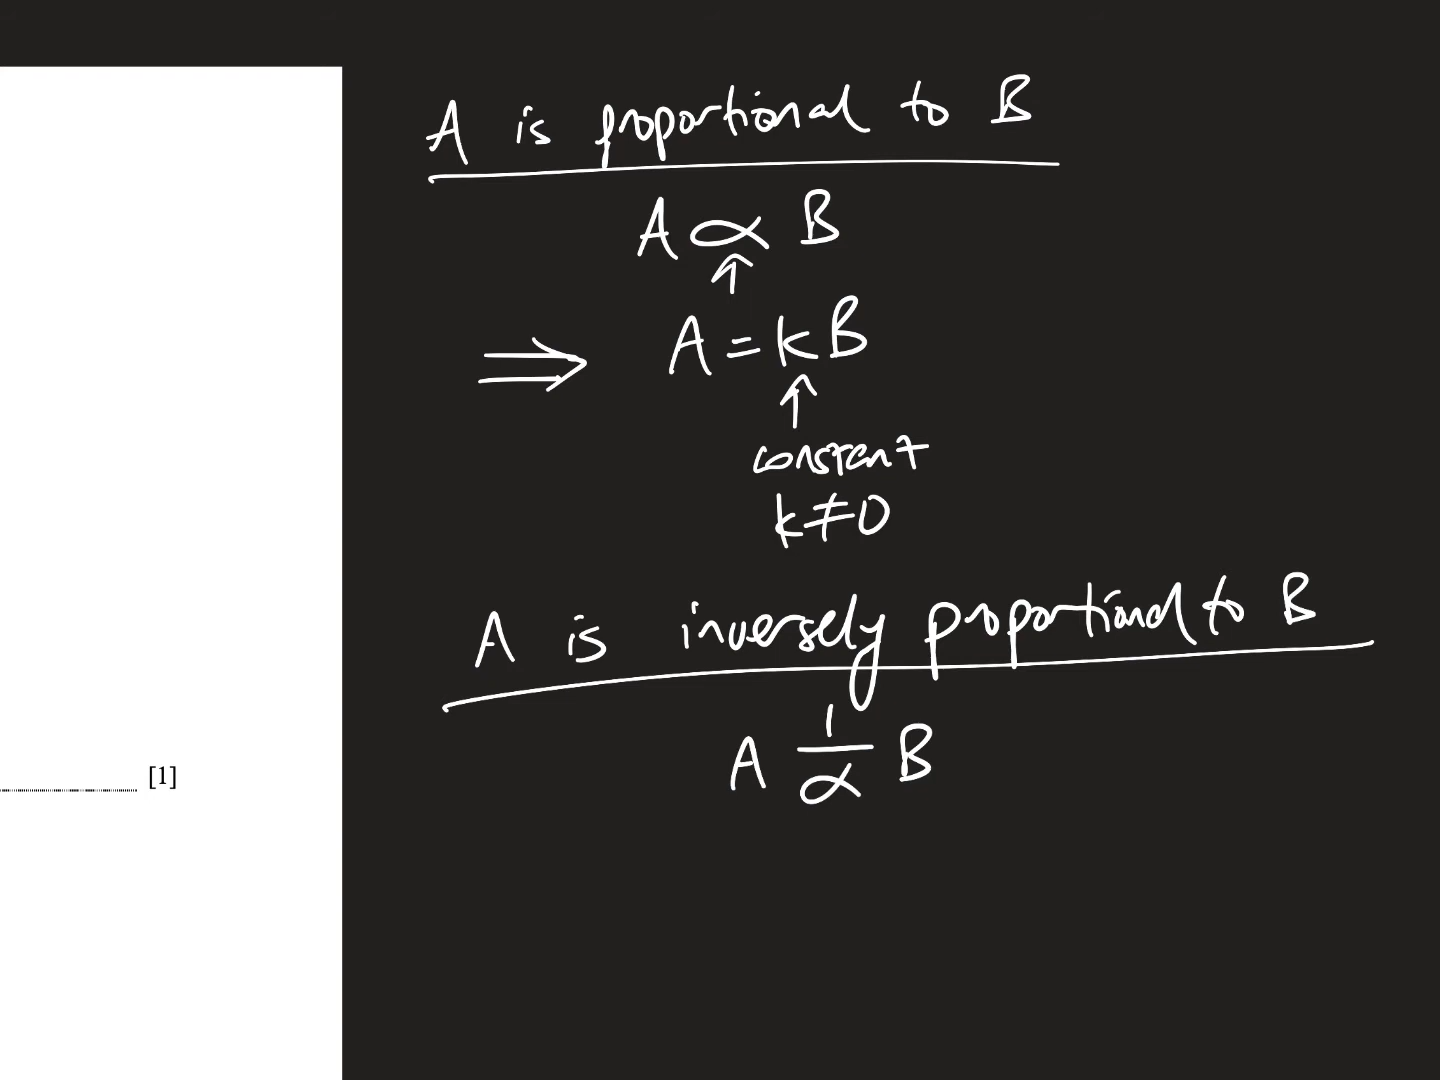 A is proportional to B
A ∝ B
↑
⇒ A = kB
↑
constant
k ≠ 0
A is inversely proportional to B
A 1/∝ B
[1]